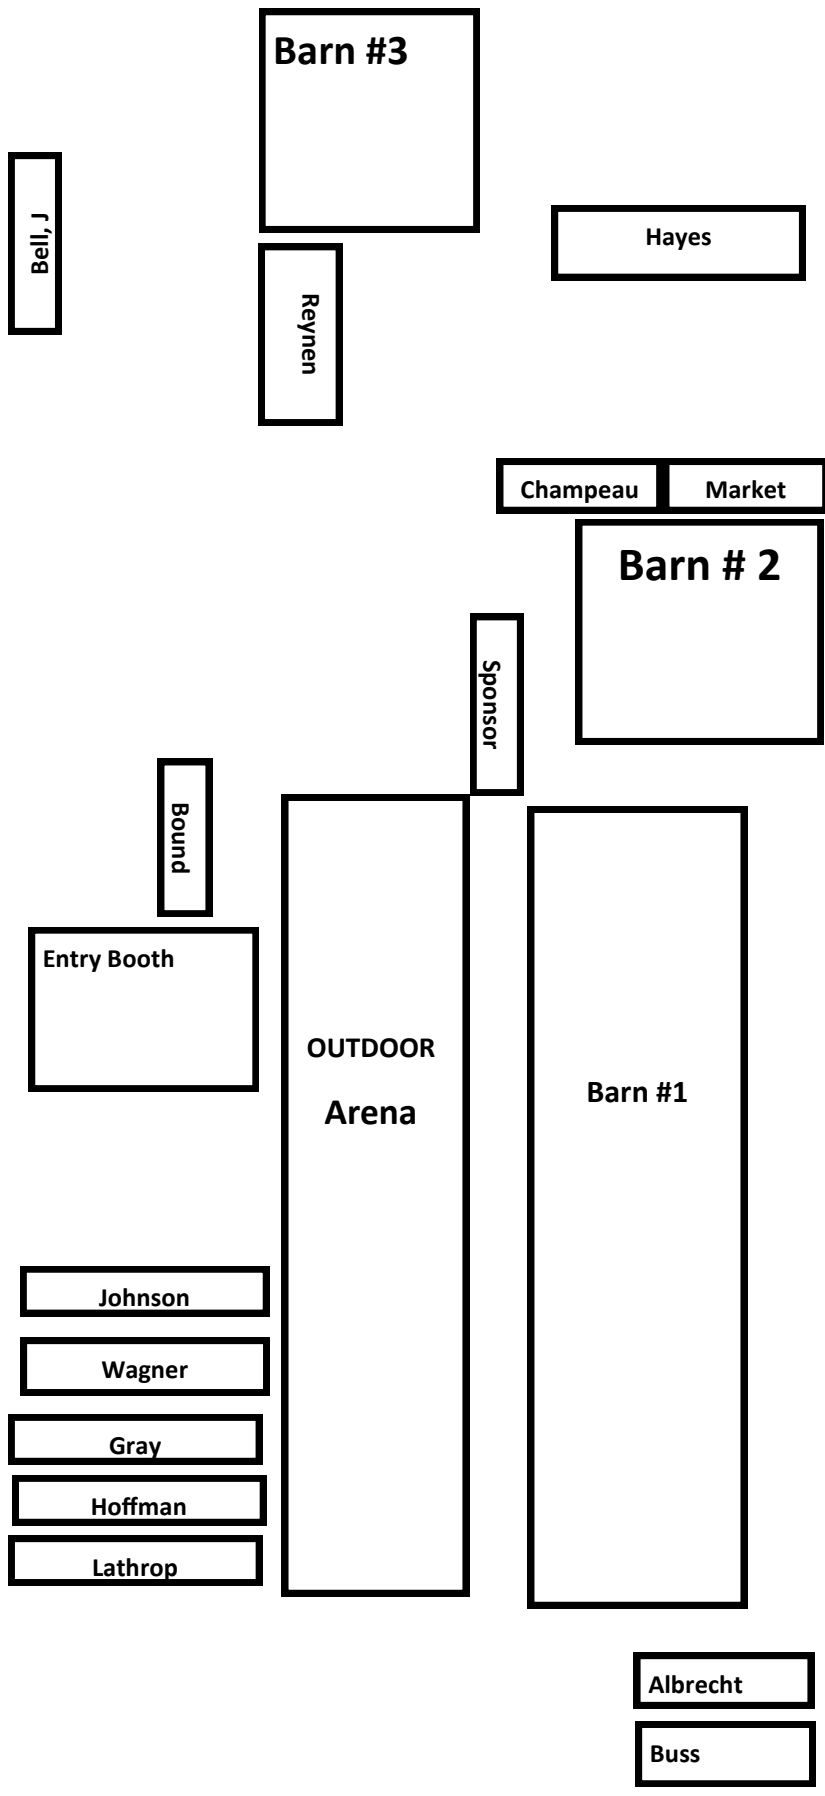 Barn #3
Bell, J
Hayes
Reynen
Champeau
Market
Barn # 2
Sponsor
Bound
Entry Booth
OUTDOOR
Arena
Barn #1
Johnson
Wagner
Gray
Hoffman
Lathrop
Albrecht
Buss